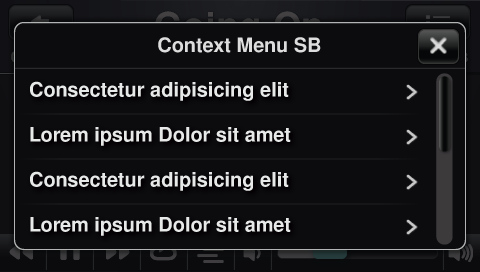 Going On
Context Menu SB
Consectetur adipisicing elit
Lorem ipsum Dolor sit amet
Consectetur adipisicing elit
Lorem ipsum Dolor sit amet